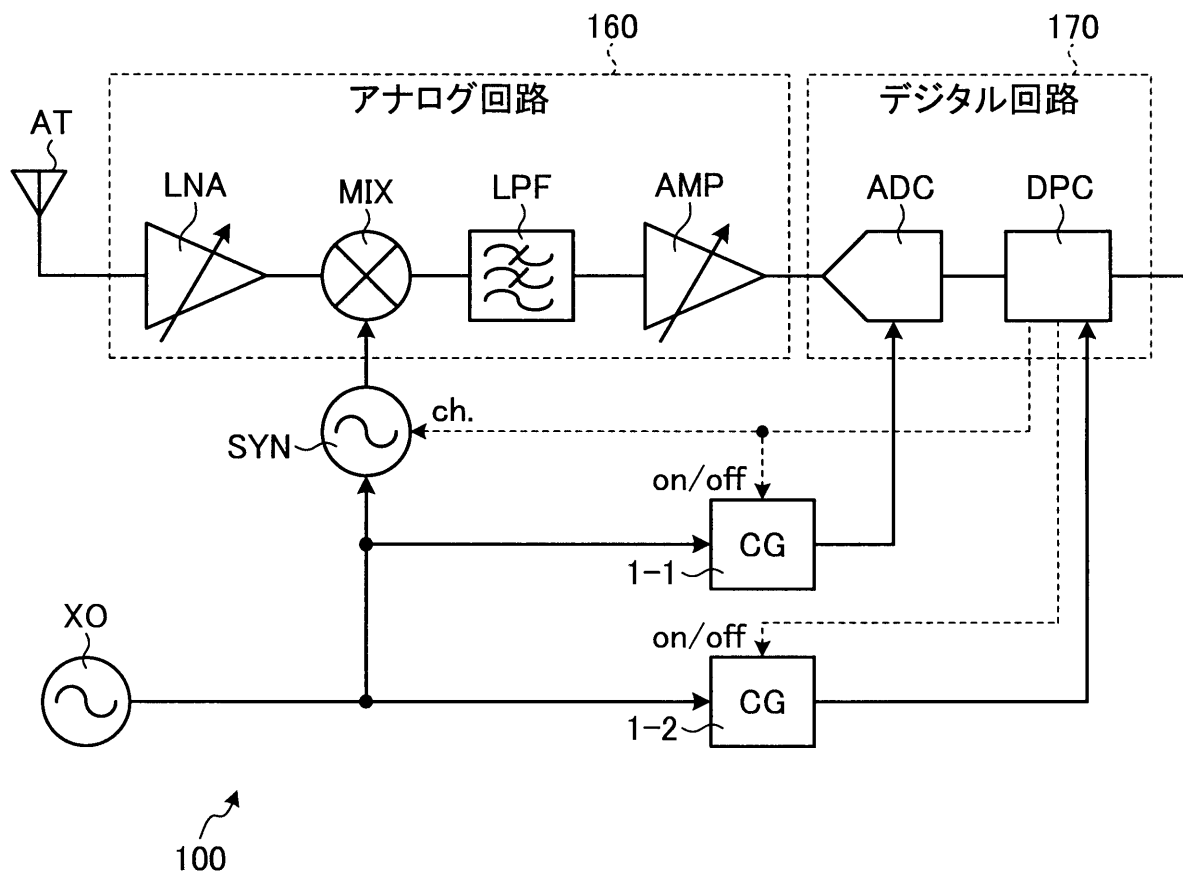 160
170
アナログ回路
デジタル回路
AT
LNA
MIX
LPF
AMP
ADC
DPC
ch.
SYN
on/off
CG
1-1
XO
on/off
CG
1-2
100